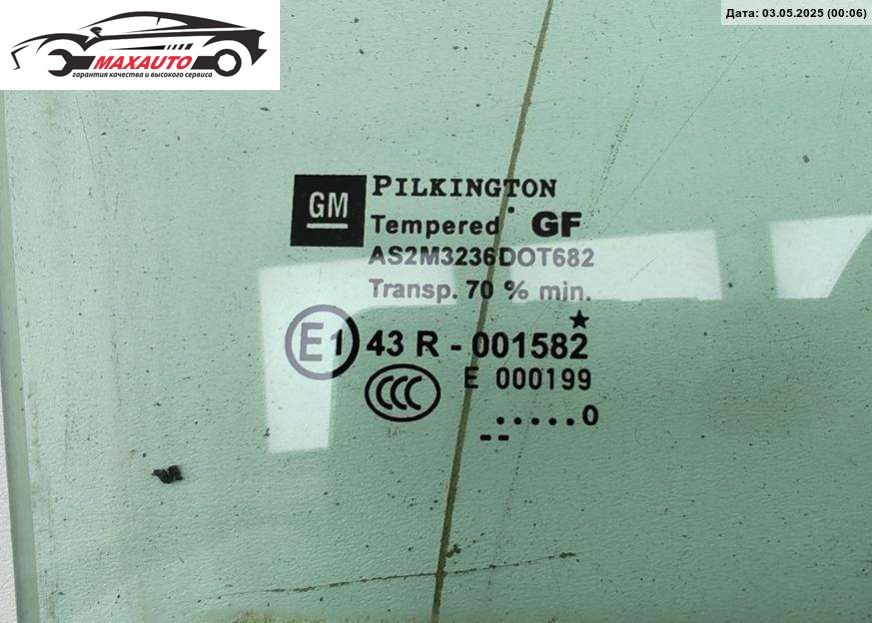 MAXAUTO
гарантия качества и высокого сервиса
Дата: 03.05.2025 (00:06)
GM
PILKINGTON
Tempered GF
AS2M3236DOT682
Transp. 70 % min.
E1 43 R - 001582
CCC E 000199
.....0